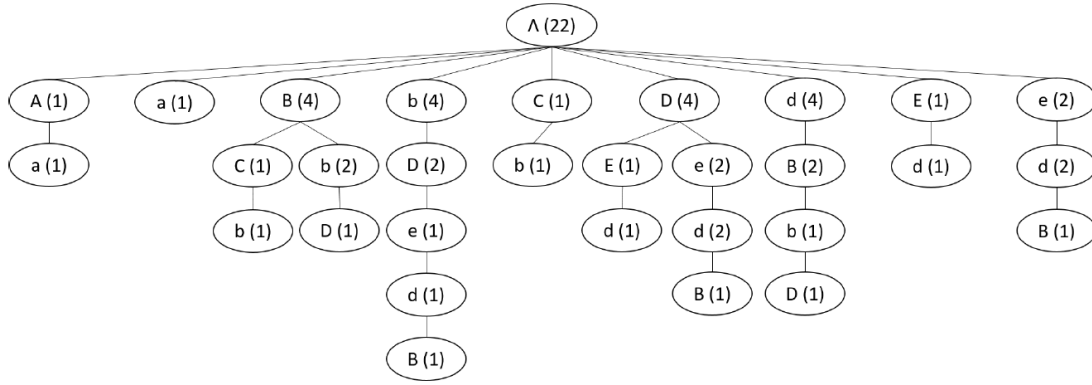 Λ (22)
A (1) a (1) B (4) b (4) C (1) D (4) d (4) E (1) e (2)
a (1) C (1) b (2) D (2) b (1) E (1) e (2) B (2) d (1) d (2)
b (1) D (1) e (1) d (1) d (2) b (1) B (1)
d (1) B (1) D (1)
B (1)